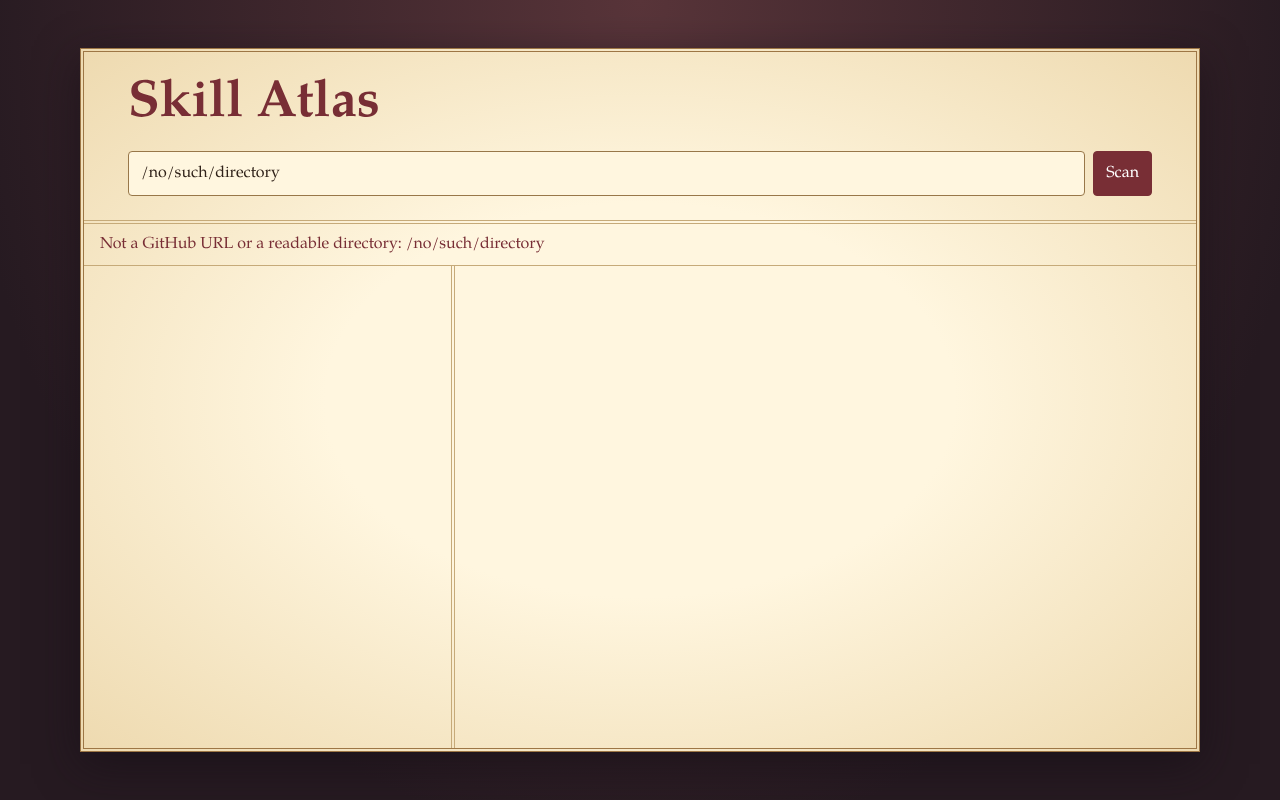 Skill Atlas
/no/such/directory
Scan
Not a GitHub URL or a readable directory: /no/such/directory